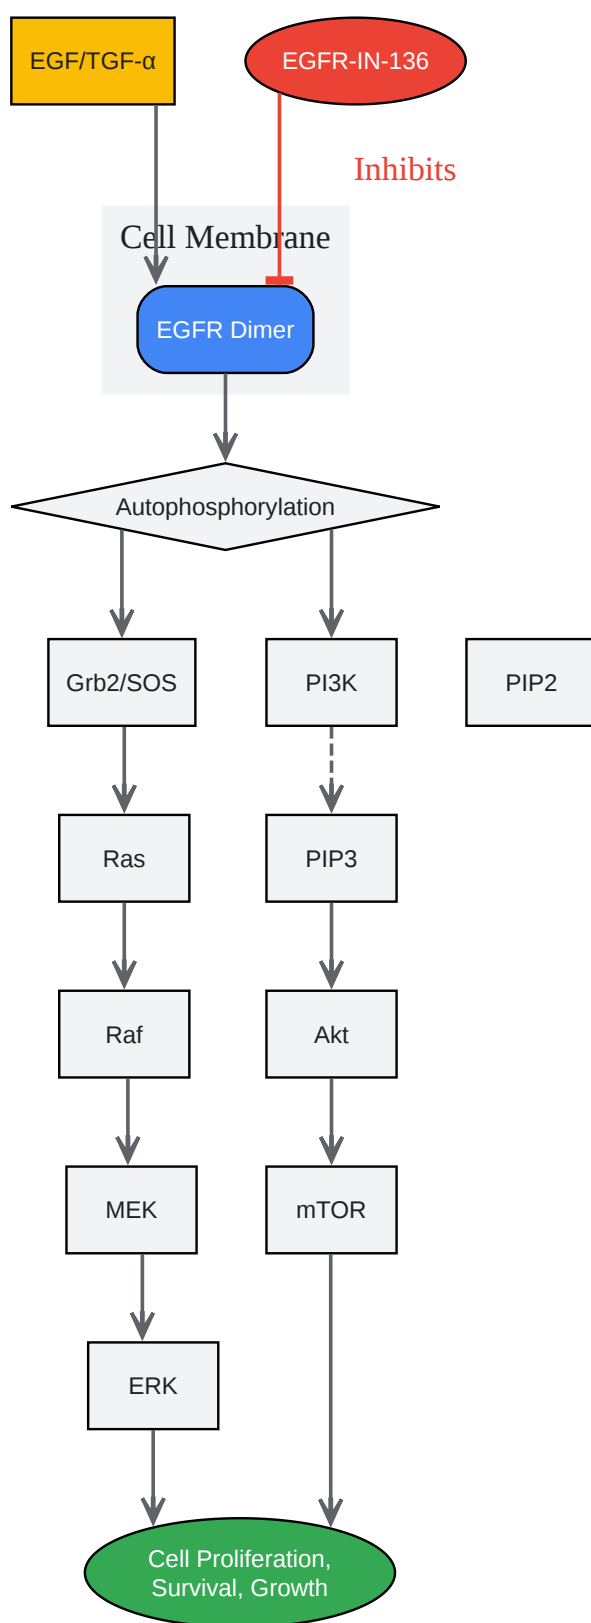 EGF/TGF-α
EGFR-IN-136
Inhibits
Cell Membrane
EGFR Dimer
Autophosphorylation
Grb2/SOS
PI3K
PIP2
Ras
PIP3
Raf
Akt
MEK
mTOR
ERK
Cell Proliferation,
Survival, Growth